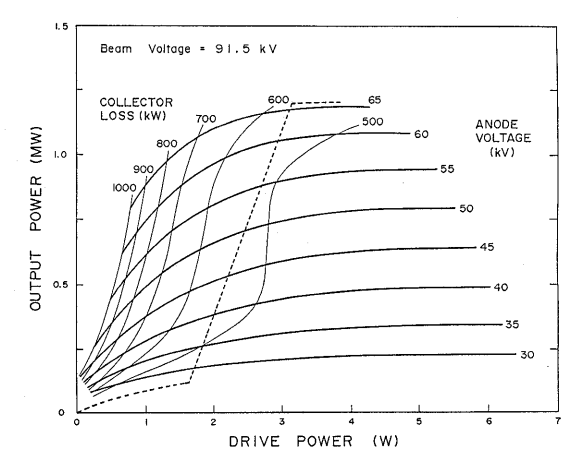 1.5
Beam Voltage = 91.5 kV
COLLECTOR
LOSS (kW)
600
65
700
500
ANODE
VOLTAGE
(kV)
800
60
900
1000
1.0
55
50
0.5
45
40
35
30
0
OUTPUT POWER (MW)
0 1 2 3 4 5 6 7
DRIVE POWER (W)